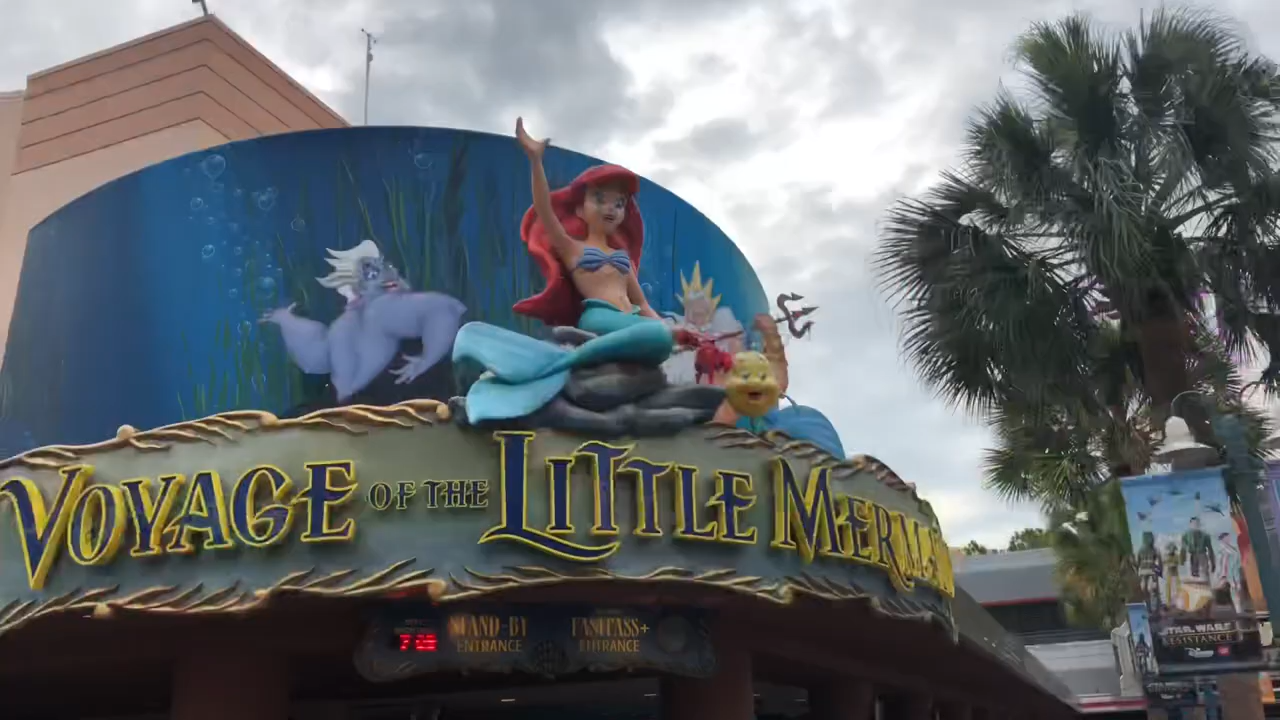 VOYAGE OF THE LITTLE MERMAID
STAND-BY
ENTRANCE
FASTPASS+
ENTRANCE
STAR WARS
RESISTANCE